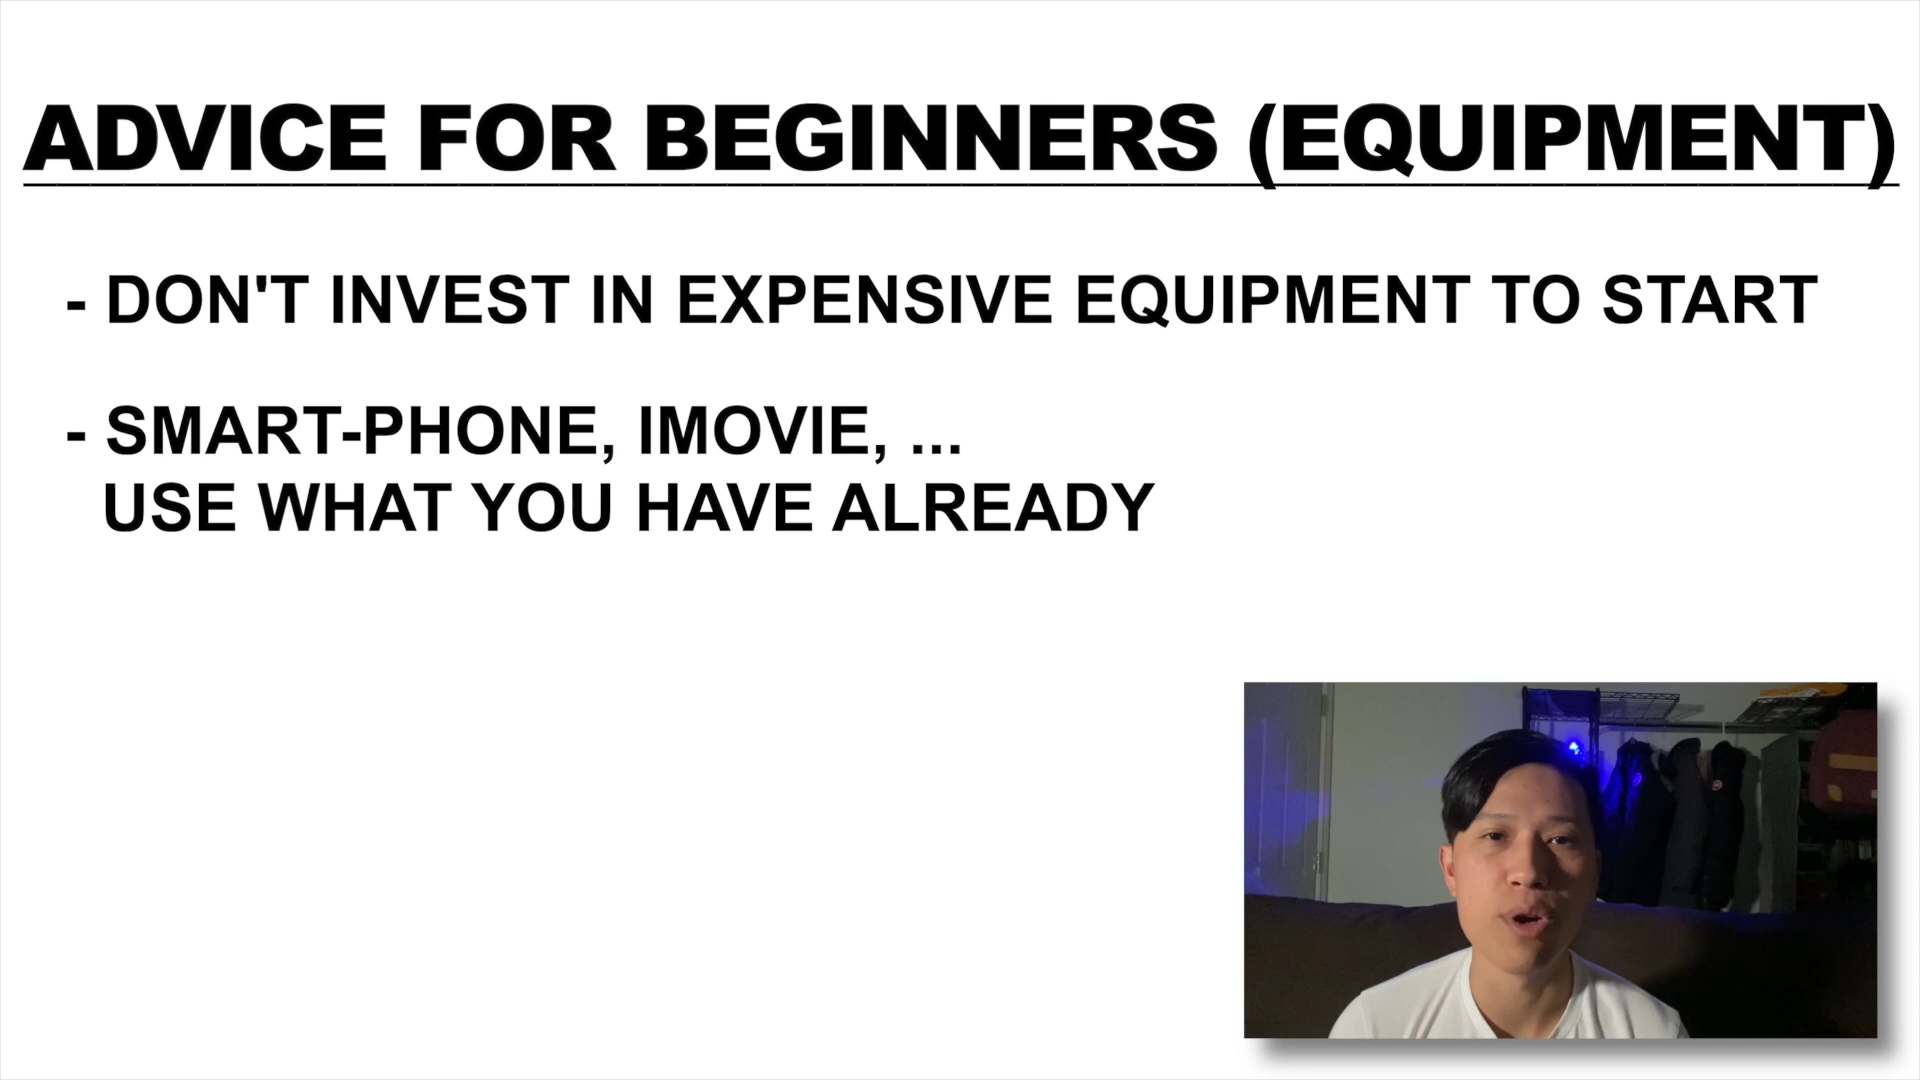 ADVICE FOR BEGINNERS (EQUIPMENT)
- DON'T INVEST IN EXPENSIVE EQUIPMENT TO START
- SMART-PHONE, IMOVIE, ...
USE WHAT YOU HAVE ALREADY